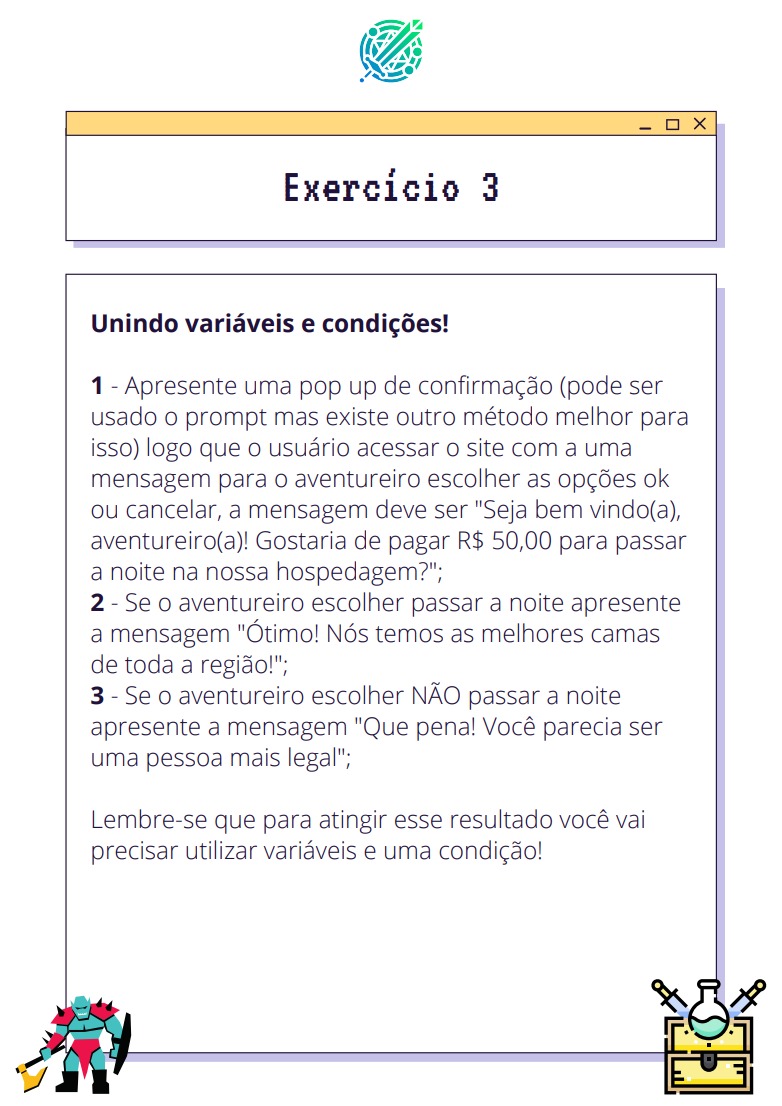 Exercício 3
Unindo variáveis e condições!
1 - Apresente uma pop up de confirmação (pode ser
usado o prompt mas existe outro método melhor para
isso) logo que o usuário acessar o site com a uma
mensagem para o aventureiro escolher as opções ok
ou cancelar, a mensagem deve ser "Seja bem vindo(a),
aventureiro(a)! Gostaria de pagar R$ 50,00 para passar
a noite na nossa hospedagem?";
2 - Se o aventureiro escolher passar a noite apresente
a mensagem "Ótimo! Nós temos as melhores camas
de toda a região!";
3 - Se o aventureiro escolher NÃO passar a noite
apresente a mensagem "Que pena! Você parecia ser
uma pessoa mais legal";
Lembre-se que para atingir esse resultado você vai
precisar utilizar variáveis e uma condição!